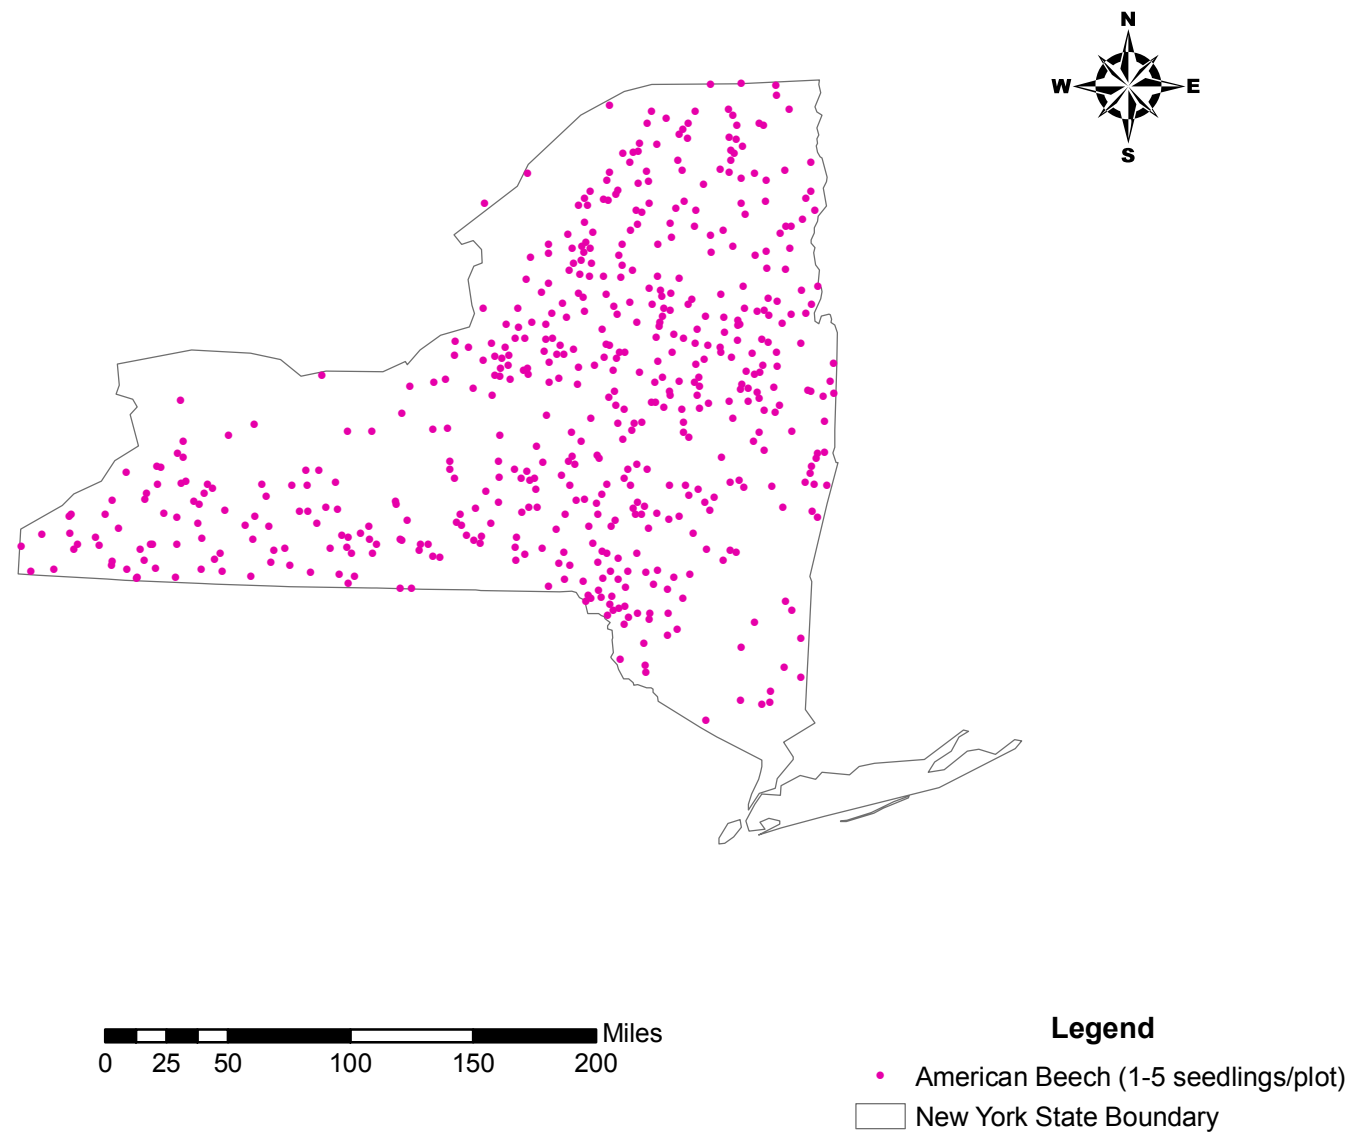 N
W E
S
Miles
0 25 50 100 150 200
Legend
American Beech (1-5 seedlings/plot)
New York State Boundary